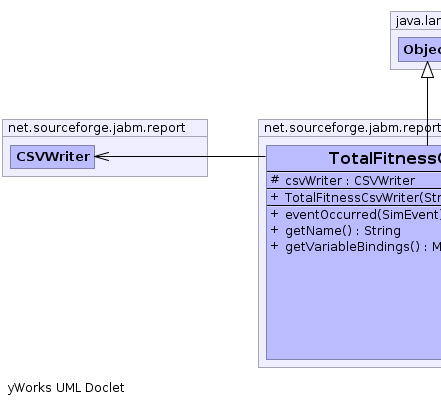 java.lan
Objec
net.sourceforge.jabm.report
CSVWriter
net.sourceforge.jabm.report
TotalFitnessC
# csvWriter : CSVWriter
+ TotalFitnessCsvWriter(Str
+ eventOccurred(SimEvent)
+ getName() : String
+ getVariableBindings() : M
yWorks UML Doclet